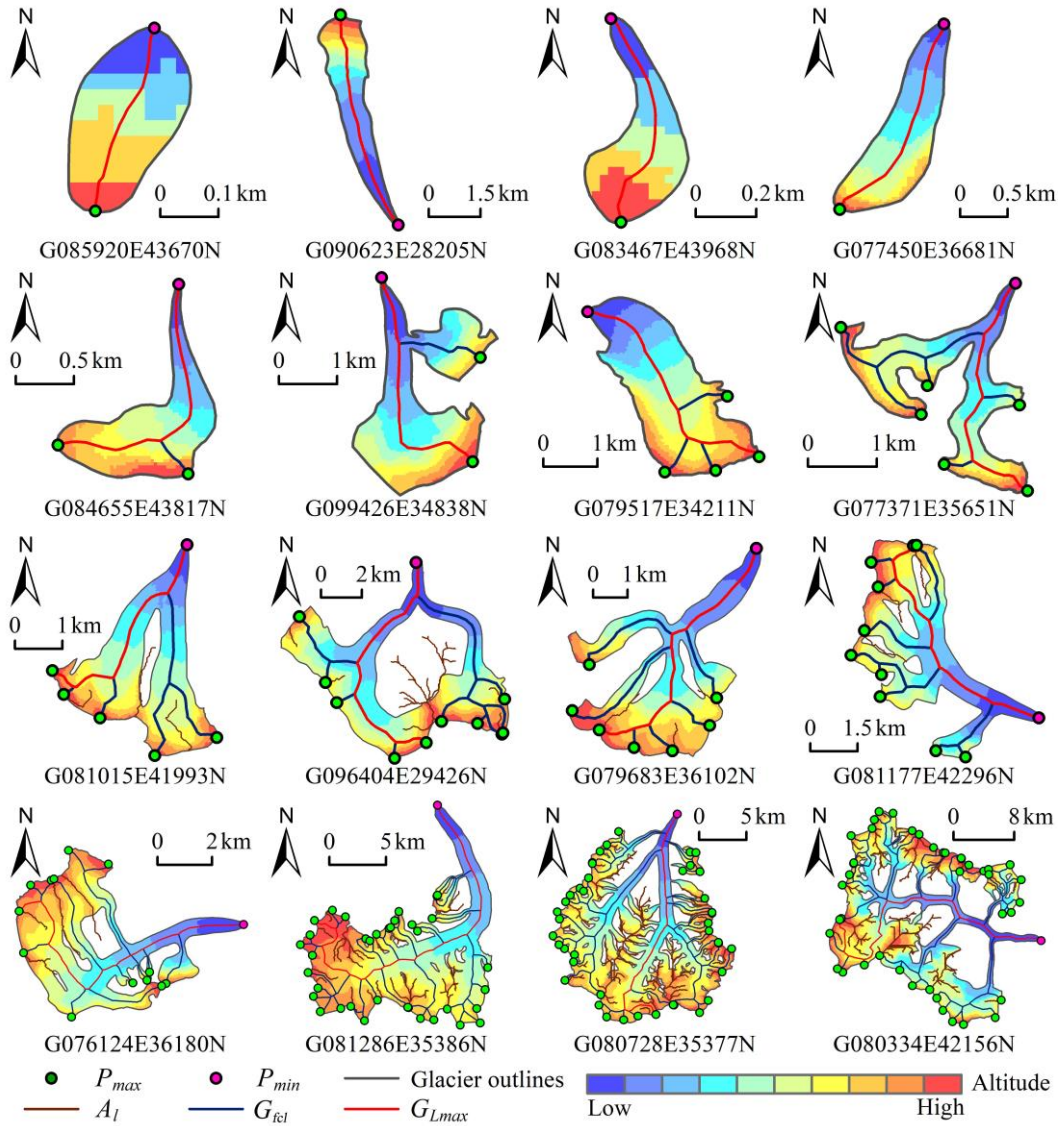 N N N N
0 0.1 km 0 1.5 km 0 0.2 km 0 0.5 km
G085920E43670N G090623E28205N G083467E43968N G077450E36681N
N N N N
0 0.5 km 0 1 km 0 1 km 0 1 km
G084655E43817N G099426E34838N G079517E34211N G077371E35651N
N N N N
0 1 km 0 2 km 0 1 km 0 1.5 km
G081015E41993N G096404E29426N G079683E36102N G081177E42296N
N N N N
0 2 km 0 5 km 0 5 km 0 8 km
G076124E36180N G081286E35386N G080728E35377N G080334E42156N
Pmax Pmin Glacier outlines Altitude
Al Gfcl GLmax Low High